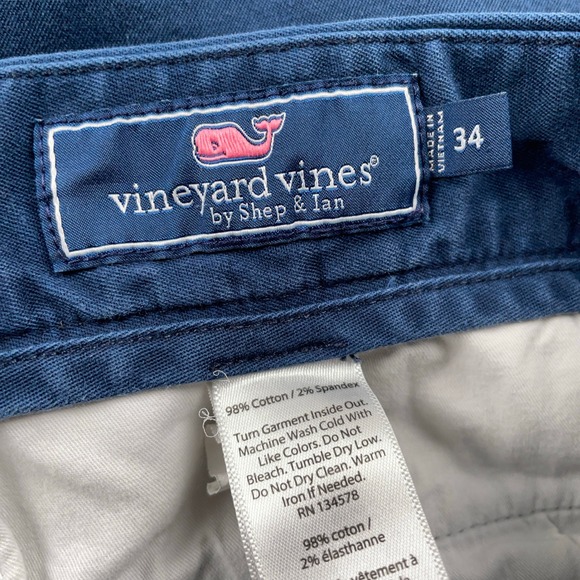 vineyard vines®
by Shep & Ian
MADE IN
VIETNAM
34
98% Cotton / 2% Spandex
Turn Garment Inside Out.
Machine Wash Cold With
Like Colors. Do Not
Bleach. Tumble Dry Low.
Do Not Dry Clean. Warm
Iron If Needed.
RN 134578
98% coton /
2% élasthanne
vêtement à